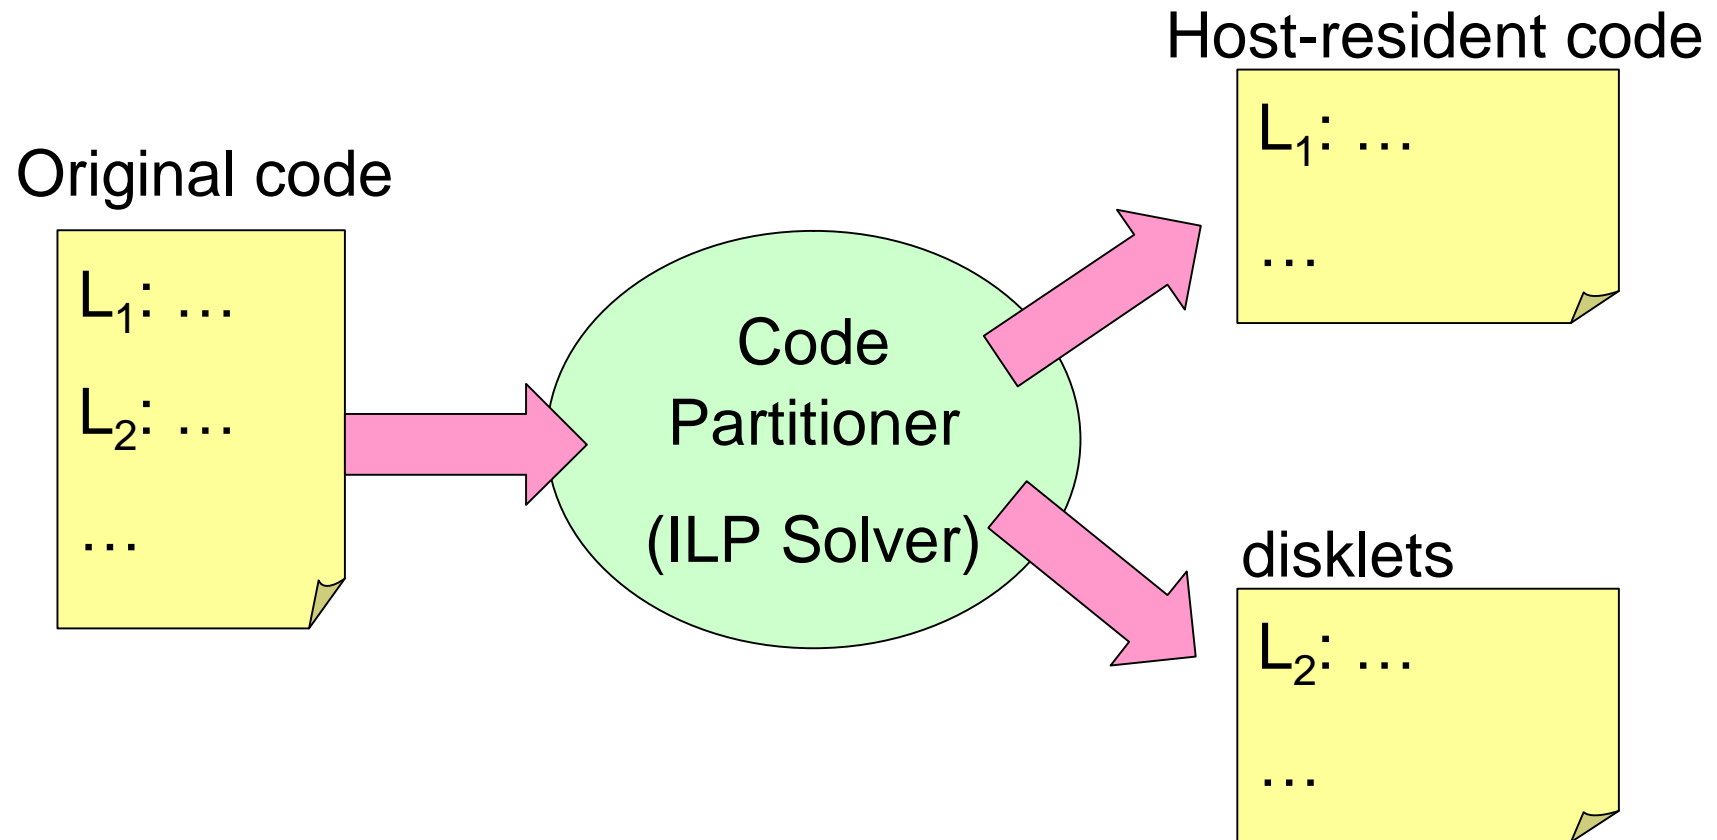 Original code
L₁: …
L₂: …
…
Code
Partitioner
(ILP Solver)
Host-resident code
L₁: …
…
disklets
L₂: …
…